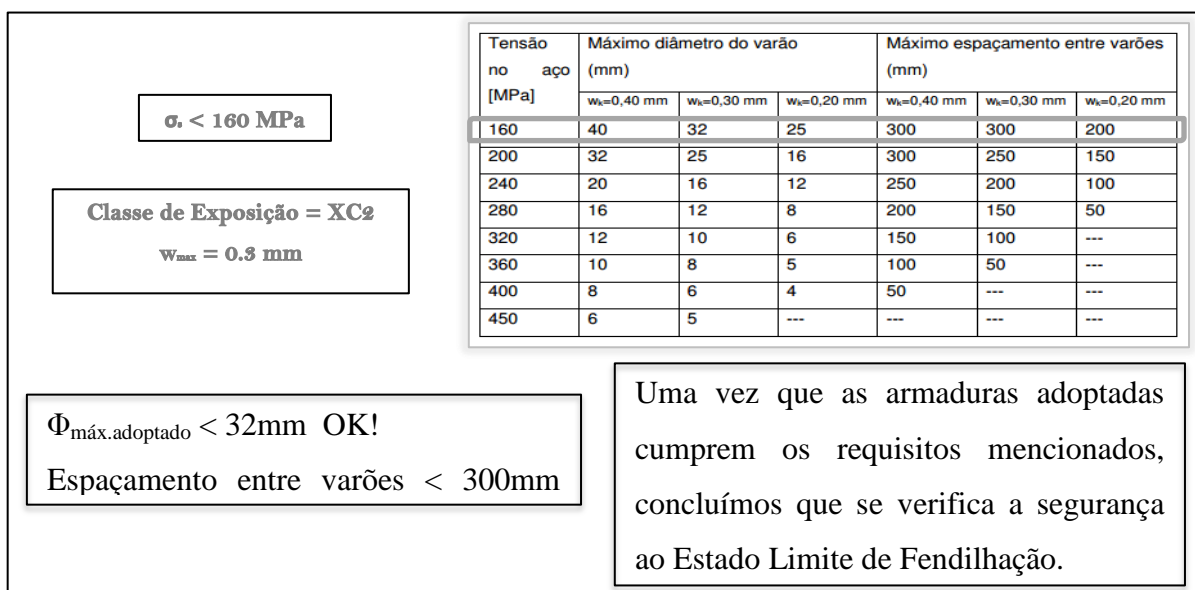 σs < 160 MPa
Classe de Exposição = XC2
wmax = 0.3 mm
Tensão no aço [MPa] | Máximo diâmetro do varão (mm) | Máximo espaçamento entre varões (mm)
wk=0,40 mm | wk=0,30 mm | wk=0,20 mm | wk=0,40 mm | wk=0,30 mm | wk=0,20 mm
160 | 40 | 32 | 25 | 300 | 300 | 200
200 | 32 | 25 | 16 | 300 | 250 | 150
240 | 20 | 16 | 12 | 250 | 200 | 100
280 | 16 | 12 | 8 | 200 | 150 | 50
320 | 12 | 10 | 6 | 150 | 100 | ---
360 | 10 | 8 | 5 | 100 | 50 | ---
400 | 8 | 6 | 4 | 50 | --- | ---
450 | 6 | 5 | --- | --- | --- | ---
Φmáx.adoptado < 32mm OK!
Espaçamento entre varões < 300mm
Uma vez que as armaduras adoptadas
cumprem os requisitos mencionados,
concluímos que se verifica a segurança
ao Estado Limite de Fendilhação.